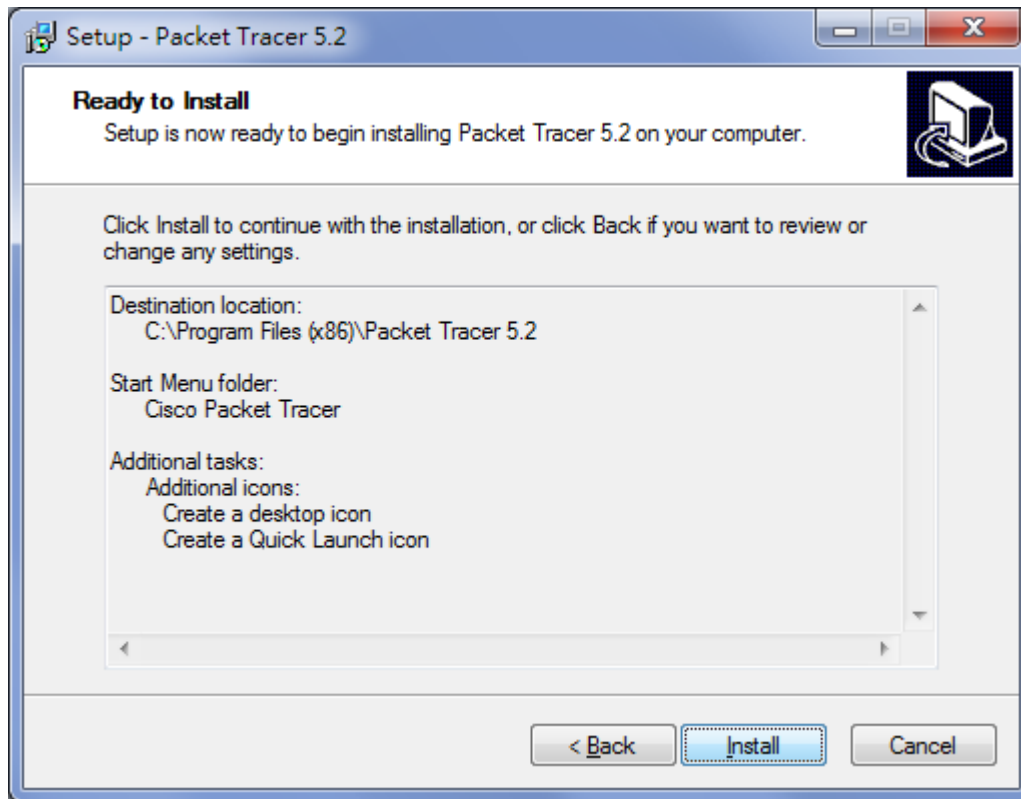 Setup - Packet Tracer 5.2
Ready to Install
Setup is now ready to begin installing Packet Tracer 5.2 on your computer.
Click Install to continue with the installation, or click Back if you want to review or
change any settings.
Destination location:
C:\Program Files (x86)\Packet Tracer 5.2
Start Menu folder:
Cisco Packet Tracer
Additional tasks:
Additional icons:
Create a desktop icon
Create a Quick Launch icon
< Back
Install
Cancel